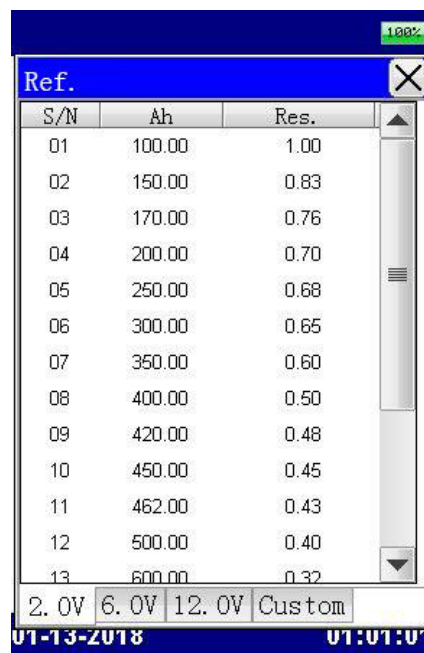 100%
Ref.
S/N Ah Res.
01 100.00 1.00
02 150.00 0.83
03 170.00 0.76
04 200.00 0.70
05 250.00 0.68
06 300.00 0.65
07 350.00 0.60
08 400.00 0.50
09 420.00 0.48
10 450.00 0.45
11 462.00 0.43
12 500.00 0.40
13 600.00 0.32
2.0V 6.0V 12.0V Custom
01-13-2018 01:01:01